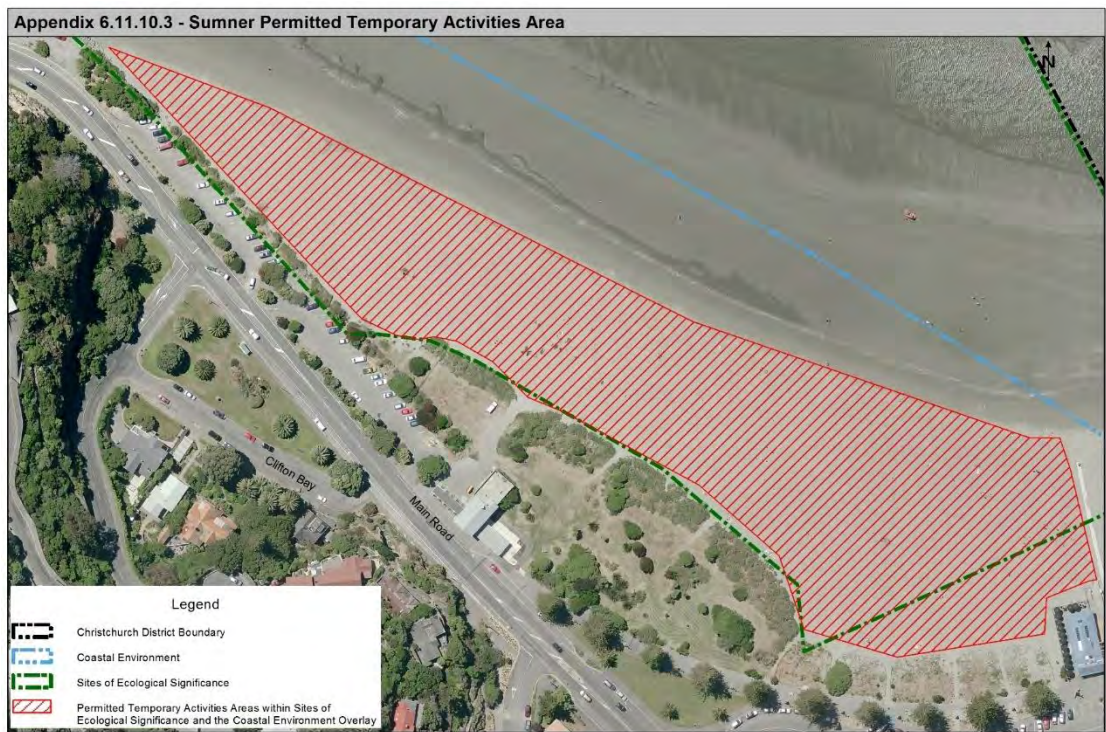 Appendix 6.11.10.3 - Sumner Permitted Temporary Activities Area
N
Clifton Bay
Main Road
Legend
Christchurch District Boundary
Coastal Environment
Sites of Ecological Significance
Permitted Temporary Activities Areas within Sites of
Ecological Significance and the Coastal Environment Overlay